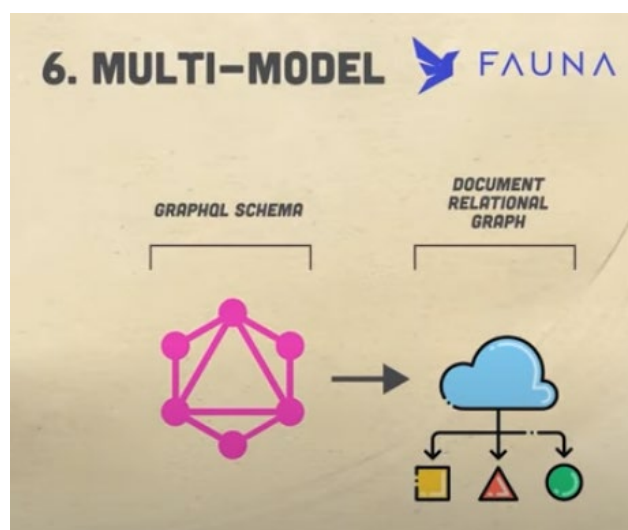 6. MULTI-MODEL FAUNA
GRAPHQL SCHEMA
DOCUMENT
RELATIONAL
GRAPH